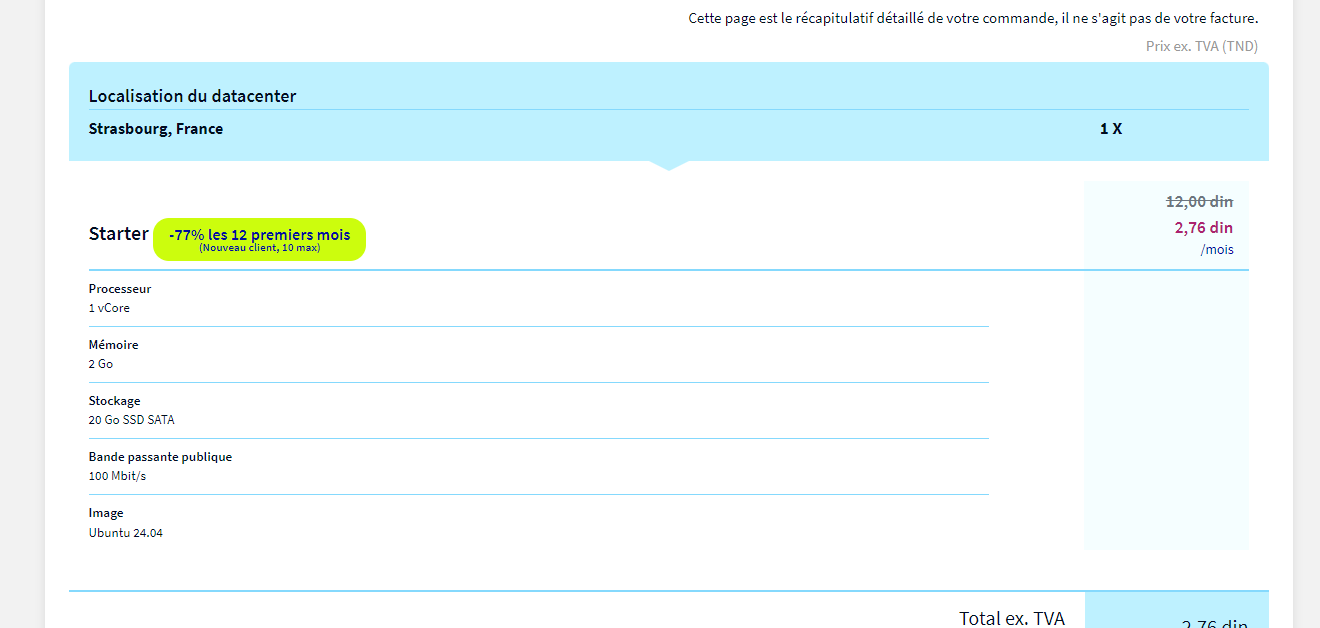 Cette page est le récapitulatif détaillé de votre commande, il ne s'agit pas de votre facture.
Prix ex. TVA (TND)
Localisation du datacenter
Strasbourg, France 1 X
12,00 din
Starter -77% les 12 premiers mois 2,76 din
(Nouveau client, 10 max) /mois
Processeur
1 vCore
Mémoire
2 Go
Stockage
20 Go SSD SATA
Bande passante publique
100 Mbit/s
Image
Ubuntu 24.04
Total ex. TVA 2,76 din